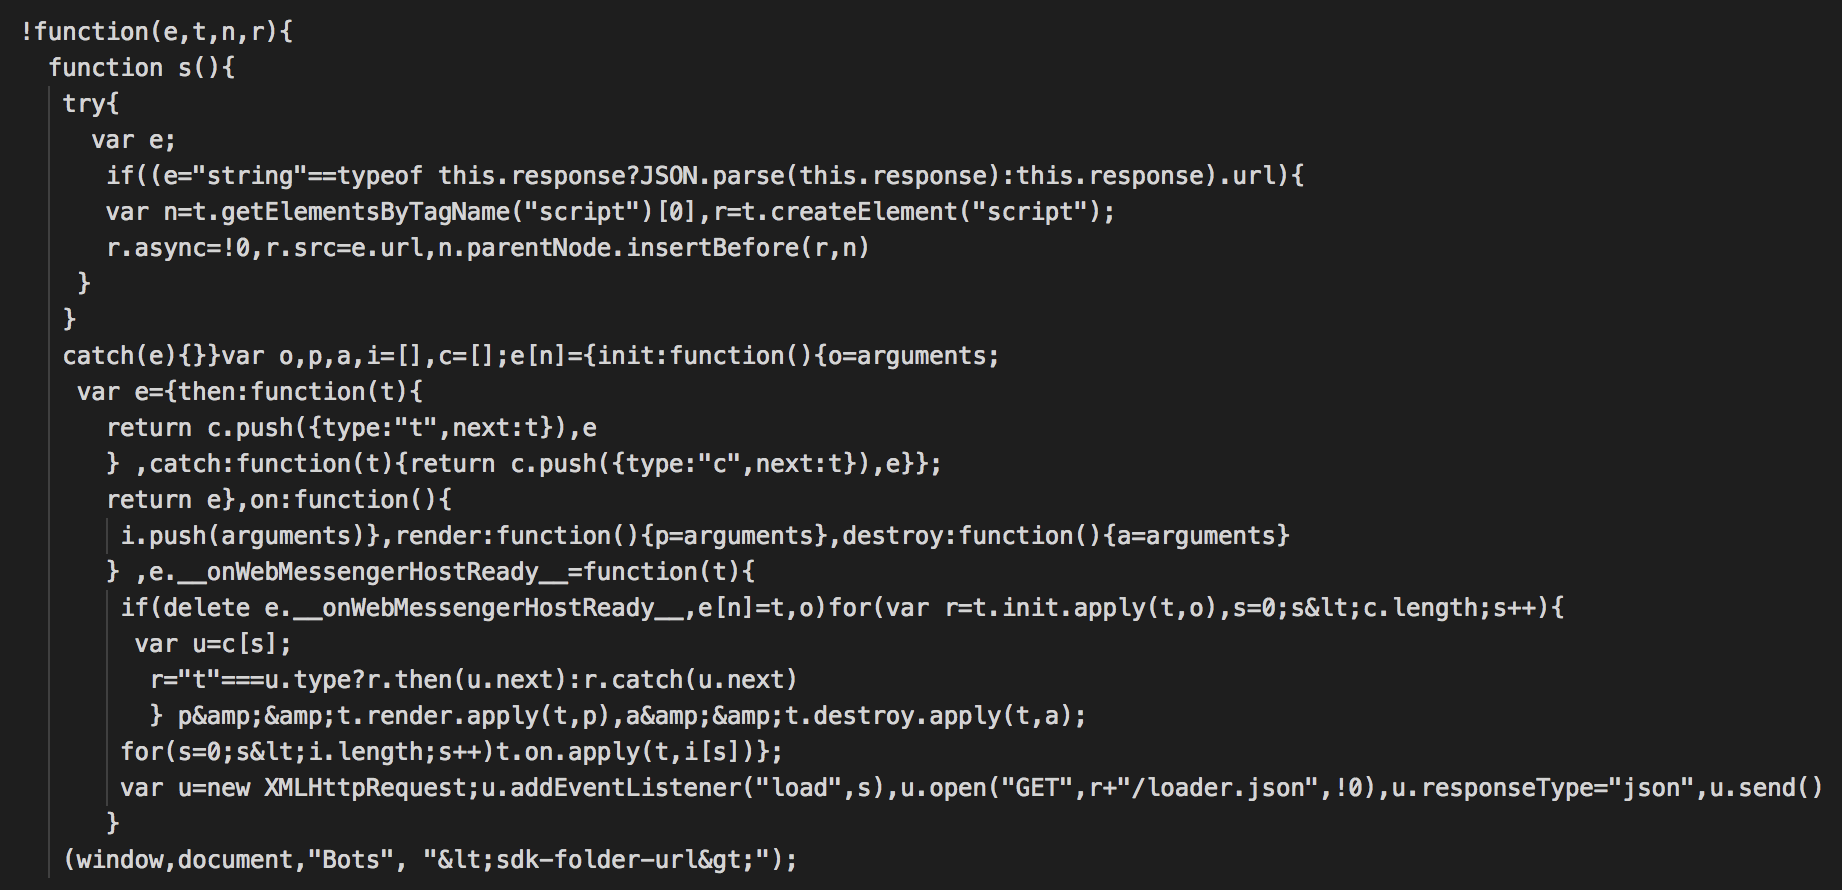 !function(e,t,n,r){
function s(){
try{
var e;
if((e="string"==typeof this.response?JSON.parse(this.response):this.response).url){
var n=t.getElementsByTagName("script")[0],r=t.createElement("script");
r.async=!0,r.src=e.url,n.parentNode.insertBefore(r,n)
}
}
catch(e){}}var o,p,a,i=[],c=[];e[n]={init:function(){o=arguments;
var e={then:function(t){
return c.push({type:"t",next:t}),e
} ,catch:function(t){return c.push({type:"c",next:t}),e}};
return e},on:function(){
i.push(arguments)},render:function(){p=arguments},destroy:function(){a=arguments}
} ,e.__onWebMessengerHostReady__=function(t){
if(delete e.__onWebMessengerHostReady__,e[n]=t,o)for(var r=t.init.apply(t,o),s=0;s&lt;c.length;s++){
var u=c[s];
r="t"===u.type?r.then(u.next):r.catch(u.next)
} p&amp;&amp;t.render.apply(t,p),a&amp;&amp;t.destroy.apply(t,a);
for(s=0;s&lt;i.length;s++)t.on.apply(t,i[s])};
var u=new XMLHttpRequest;u.addEventListener("load",s),u.open("GET",r+"/loader.json",!0),u.responseType="json",u.send()
}
(window,document,"Bots", "&lt;sdk-folder-url&gt;");